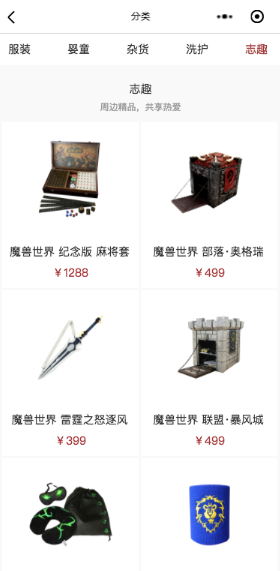 分类
服装 婴童 杂货 洗护 志趣
志趣
周边精品，共享热爱
魔兽世界 纪念版 麻将套
￥1288
魔兽世界 部落·奥格瑞
￥499
魔兽世界 雷霆之怒逐风
￥399
魔兽世界 联盟·暴风城
￥499